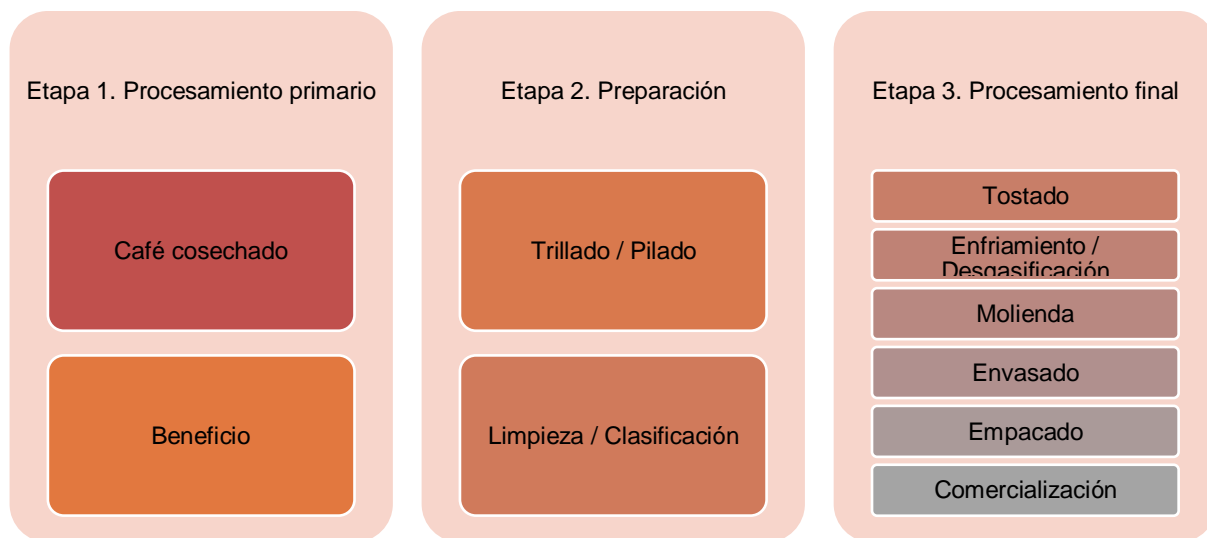 Etapa 1. Procesamiento primario
Café cosechado
Beneficio
Etapa 2. Preparación
Trillado / Pilado
Limpieza / Clasificación
Etapa 3. Procesamiento final
Tostado
Enfriamiento /
Desgasificación
Molienda
Envasado
Empacado
Comercialización